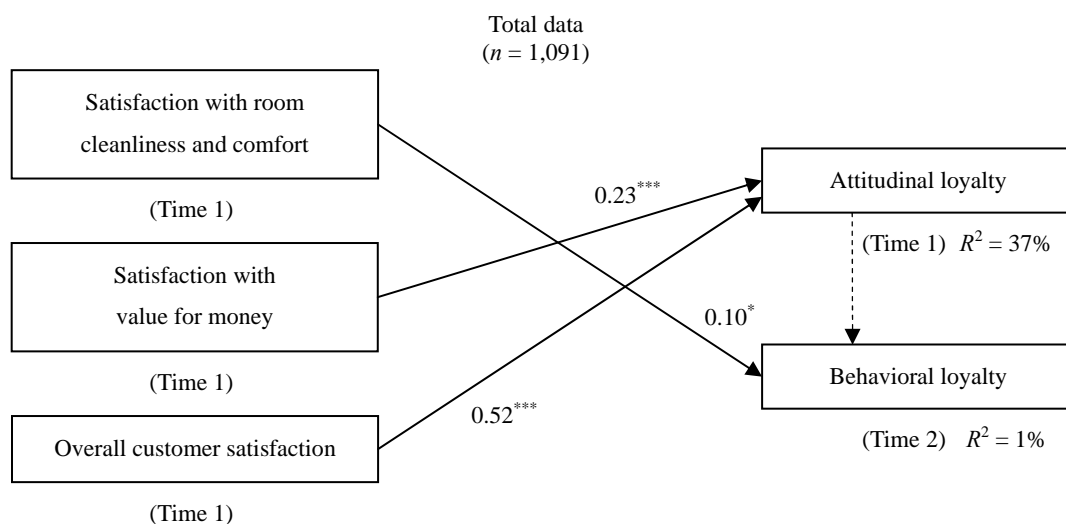 Total data
(n = 1,091)
Satisfaction with room
cleanliness and comfort
(Time 1)
Satisfaction with
value for money
(Time 1)
Overall customer satisfaction
(Time 1)
0.23***
0.10*
0.52***
Attitudinal loyalty
(Time 1) R² = 37%
Behavioral loyalty
(Time 2) R² = 1%